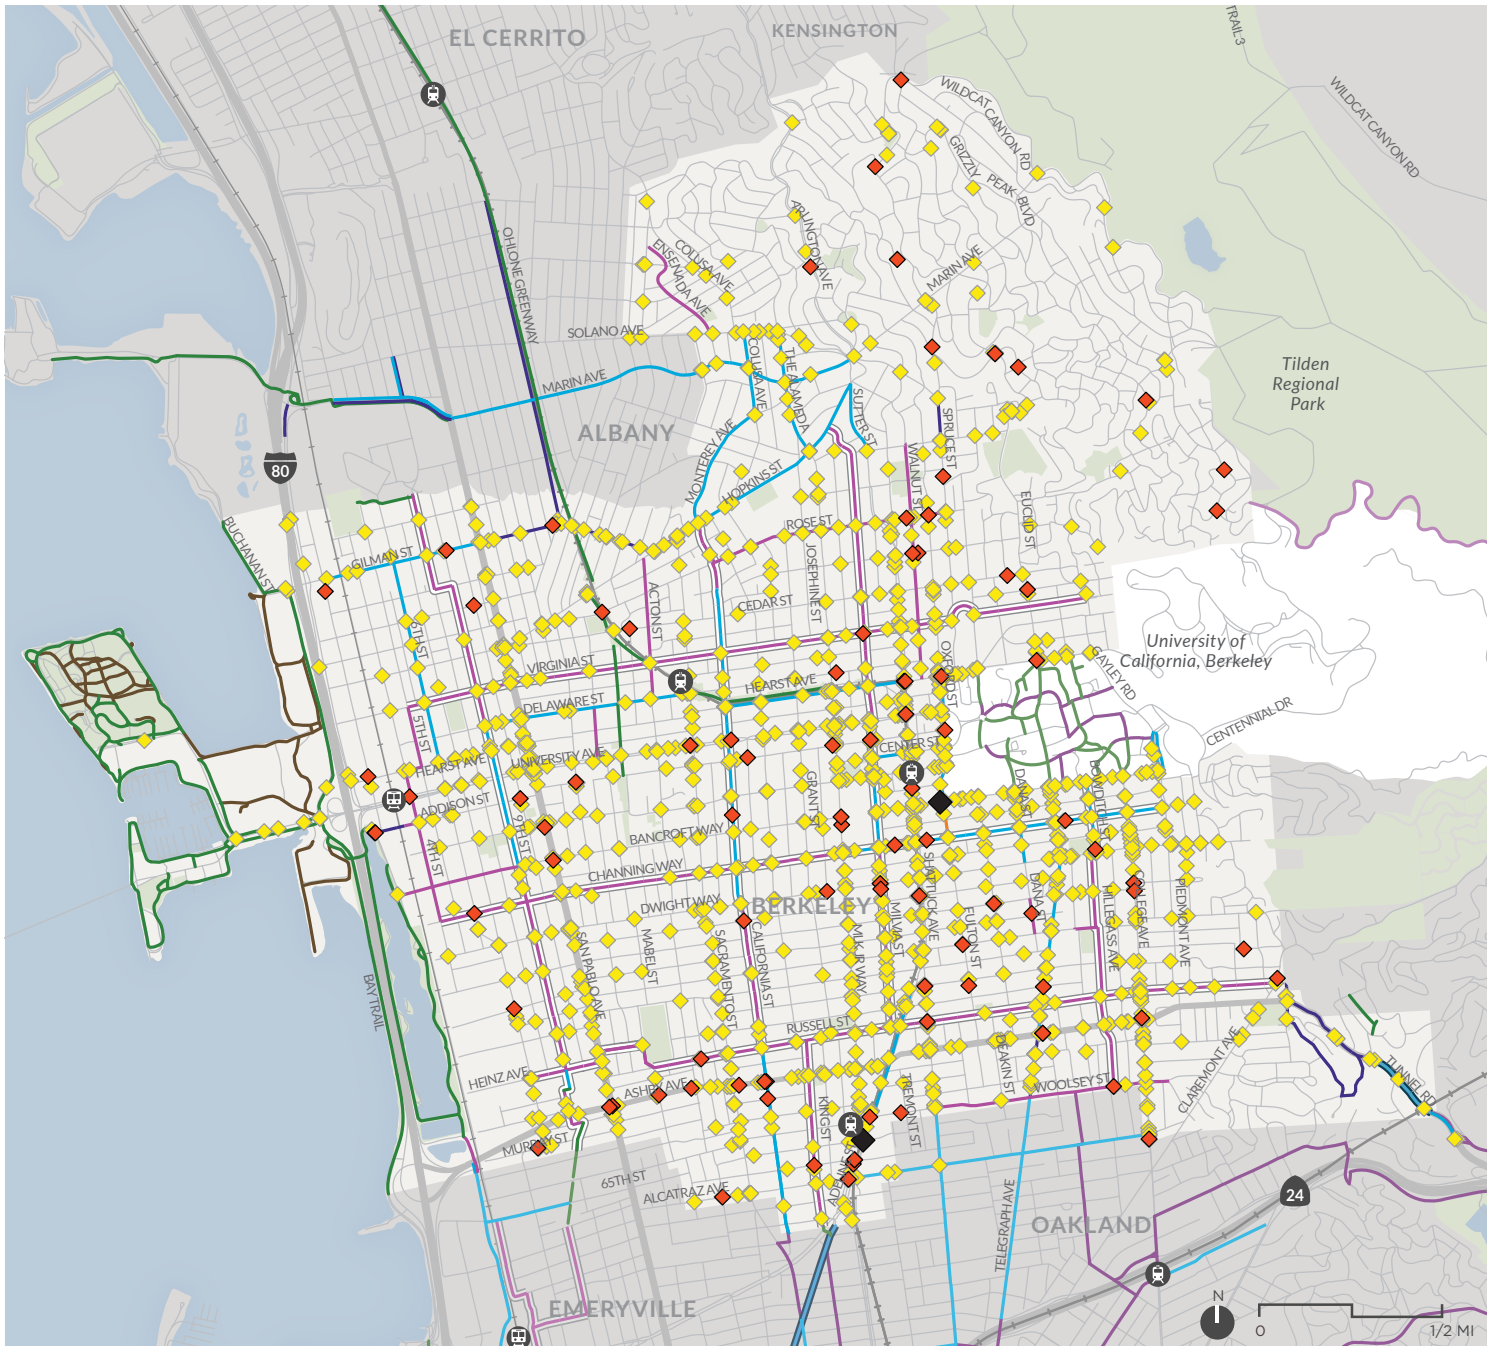 EL CERRITO
KENSINGTON
TRAIL 3
WILDCAT CANYON RD
WILDCAT CANYON RD
GRIZZLY
PEAK BLVD
ARLINGTON AVE
OHLONE GREENWAY
COLUSA AVE
ENSENADA AVE
MARIN AVE
SOLANO AVE
COLUSA AVE
THE ALAMEDA
MARIN AVE
Tilden
Regional
Park
SUTTER ST
SPRUCE ST
ALBANY
MONTEREY AVE
HOPKINS ST
WALNUT ST
80
EUCLID ST
BUCHANAN ST
ROSE ST
GILMAN ST
JOSEPHINE ST
ACTON ST
CEDAR ST
6TH ST
University of
California, Berkeley
VIRGINIA ST
OXFORD ST
GAYLEY RD
HEARST AVE
DELAWARE ST
CENTENNIAL DR
5TH ST
CENTER ST
UNIVERSITY AVE
HEARST AVE
DANA ST
BOWDITCH ST
ADDISON ST
GRANT ST
9TH ST
BANCROFT WAY
4TH ST
CHANNING WAY
SHATTUCK AVE
DANA ST
COLLEGE AVE
PIEDMONT AVE
HILLEGASS AVE
DWIGHT WAY
BERKELEY
MILVIA ST
FULTON ST
SAN PABLO AVE
MABEL ST
SACRAMENTO ST
CALIFORNIA ST
MLK JR WAY
BAY TRAIL
RUSSELL ST
DEAKIN ST
CLAREMONT AVE
HEINZ AVE
ASHBY AVE
WOOLSEY ST
TUNNEL RD
KING ST
TREMONT ST
MURRAY ST
65TH ST
ALCATRAZ AVE
ADELINE ST
TELEGRAPH AVE
24
OAKLAND
EMERYVILLE
N
0
1/2 MI